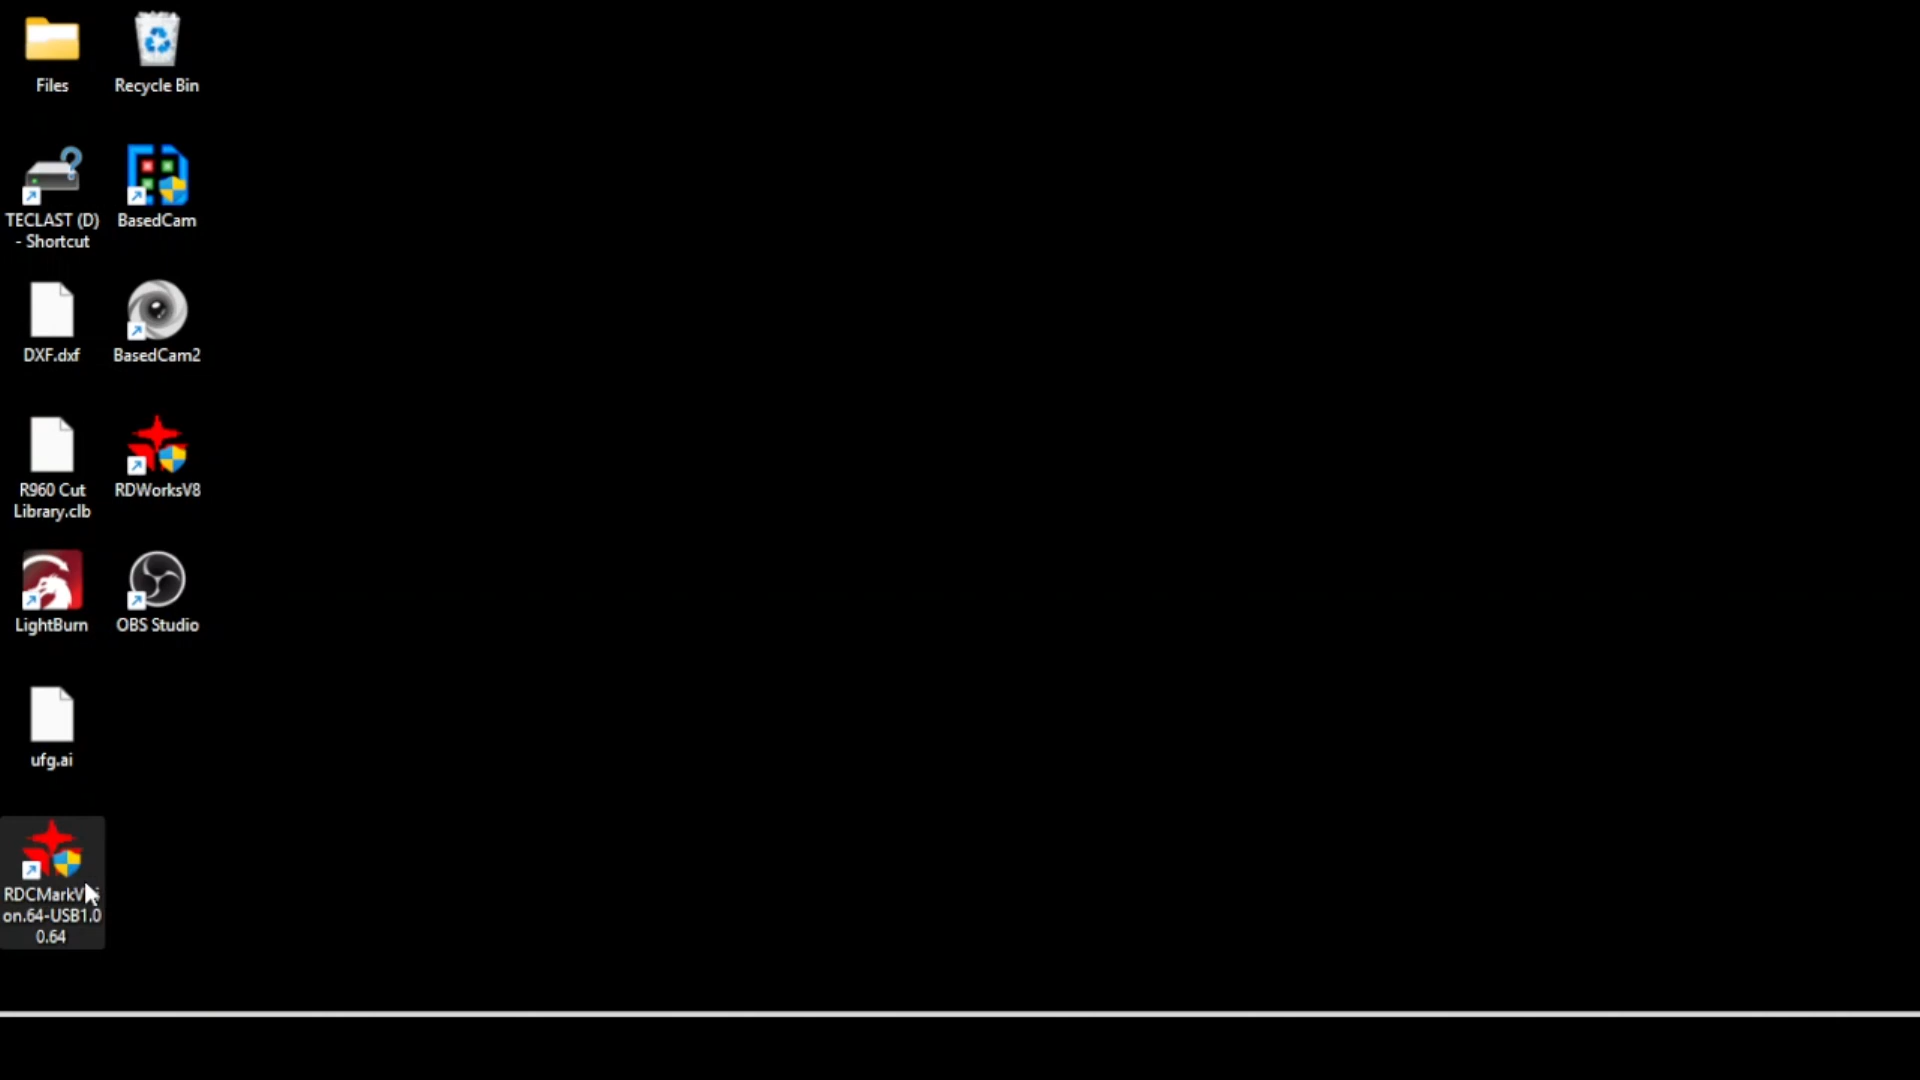 Files
Recycle Bin
TECLAST (D)
- Shortcut
BasedCam
DXF.dxf
BasedCam2
R960 Cut
Library.clb
RDWorksV8
LightBurn
OBS Studio
ufg.ai
on.64-USB1.0
0.64